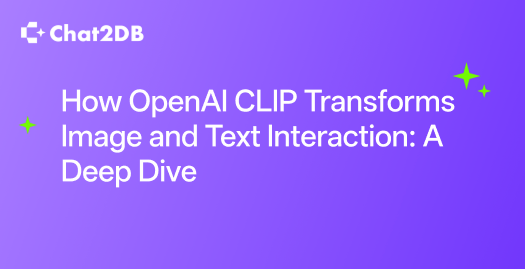 Chat2DB
How OpenAI CLIP Transforms
Image and Text Interaction: A
Deep Dive